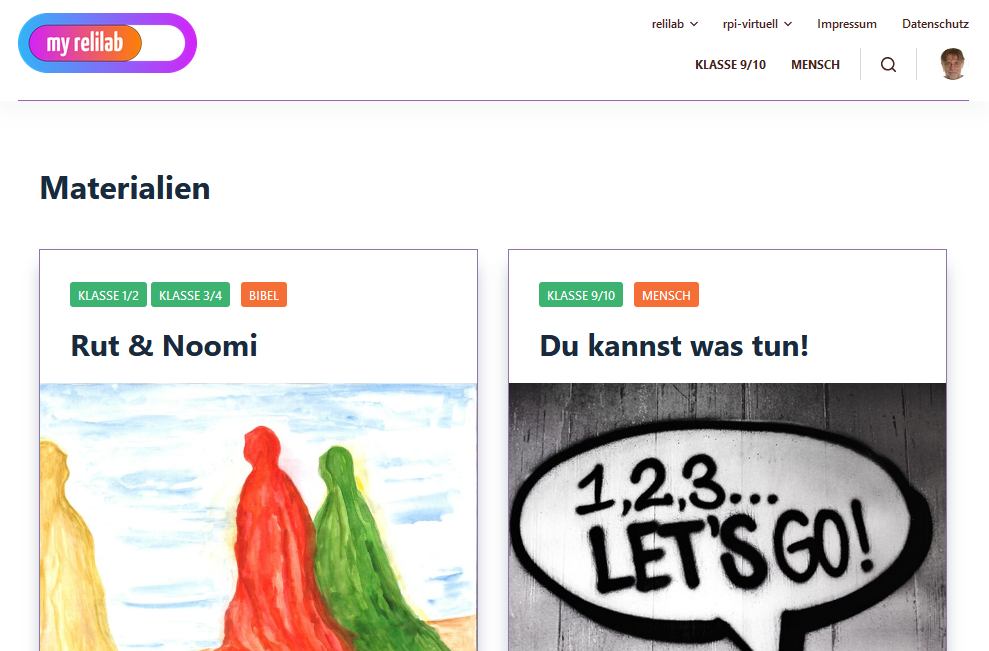 my relilab
relilab
rpi-virtuell
Impressum
Datenschutz
KLASSE 9/10
MENSCH
Materialien
KLASSE 1/2
KLASSE 3/4
BIBEL
Rut & Noomi
KLASSE 9/10
MENSCH
Du kannst was tun!
1,2,3...
LET'S GO!